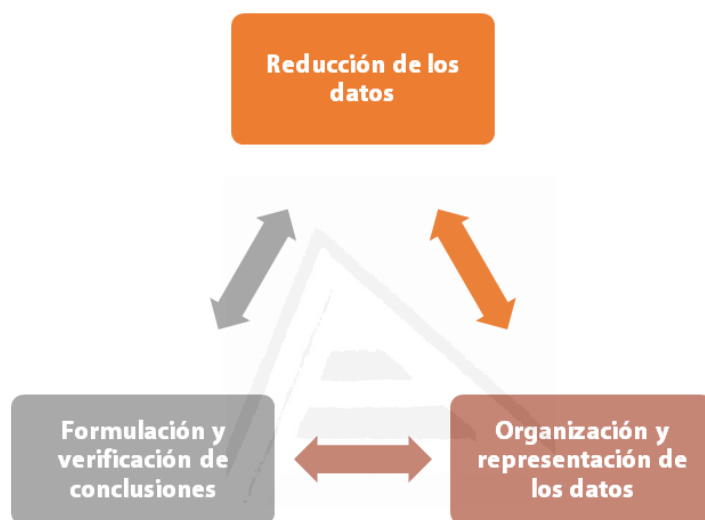 Reducción de los
datos
Formulación y
verificación de
conclusiones
Organización y
representación de
los datos